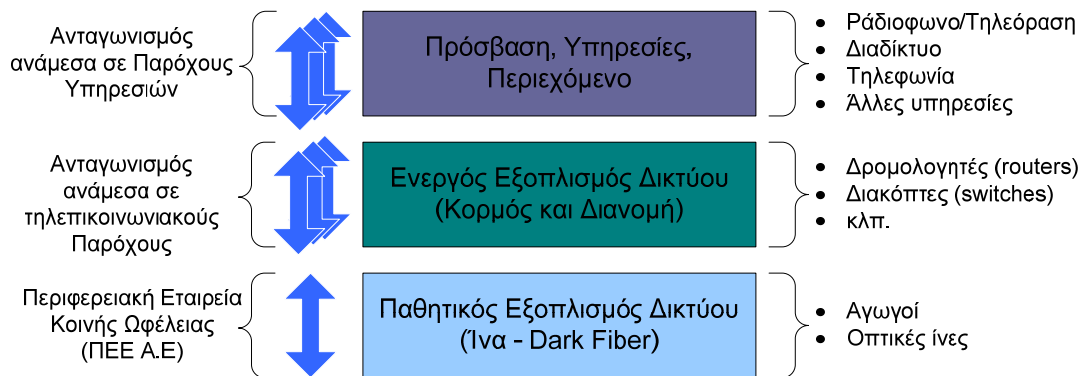 Ανταγωνισμός
ανάμεσα σε Παρόχους
Υπηρεσιών
Πρόσβαση, Υπηρεσίες,
Περιεχόμενο
• Ράδιοφωνο/Τηλεόραση
• Διαδίκτυο
• Τηλεφωνία
• Άλλες υπηρεσίες
Ανταγωνισμός
ανάμεσα σε
τηλεπικοινωνιακούς
Παρόχους
Ενεργός Εξοπλισμός Δικτύου
(Κορμός και Διανομή)
• Δρομολογητές (routers)
• Διακόπτες (switches)
• κλπ.
Περιφερειακή Εταιρεία
Κοινής Ωφέλειας
(ΠΕΕ Α.Ε)
Παθητικός Εξοπλισμός Δικτύου
(Ίνα - Dark Fiber)
• Αγωγοί
• Οπτικές ίνες